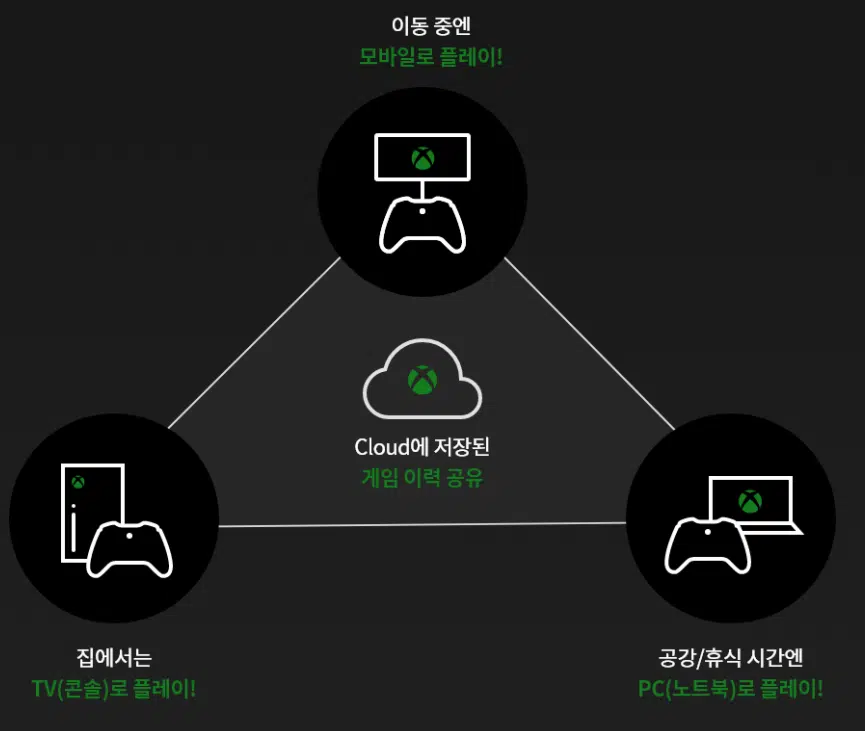 이동 중엔
모바일로 플레이!
Cloud에 저장된
게임 이력 공유
집에서는
TV(콘솔)로 플레이!
공강/휴식 시간엔
PC(노트북)로 플레이!